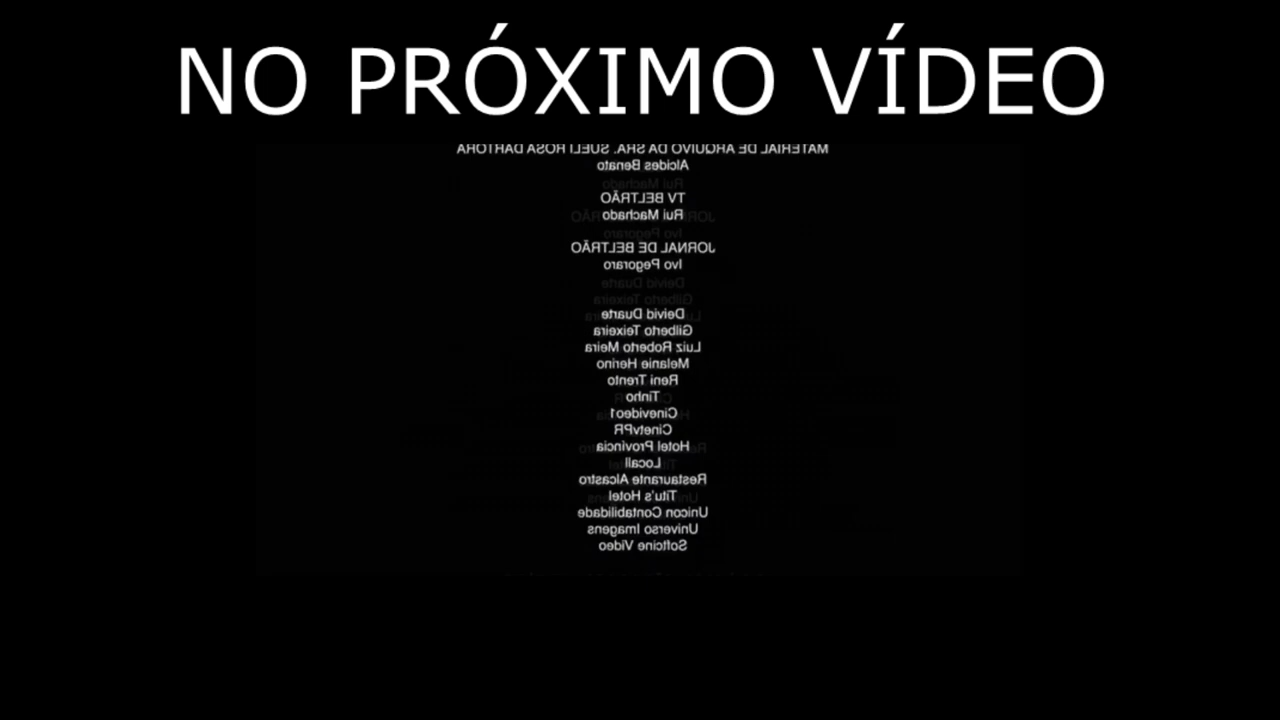 NO PRÓXIMO VÍDEO
MATERIAL DE ARQUIVO DA SRA. SUELI ROSA DARTORA
Alcides Benato
TV BELTRÃO
Rui Machado
JORNAL DE BELTRÃO
Ivo Pegoraro
Deivid Duarte
Gilberto Teixeira
Luiz Roberto Meira
Melanie Herino
Reni Trento
Tinho
Cinevideo1
CinetvPR
Hotel Província
Locall
Restaurante Alcastro
Titu's Hotel
Unicon Contabilidade
Universo Imagens
Softcine Video